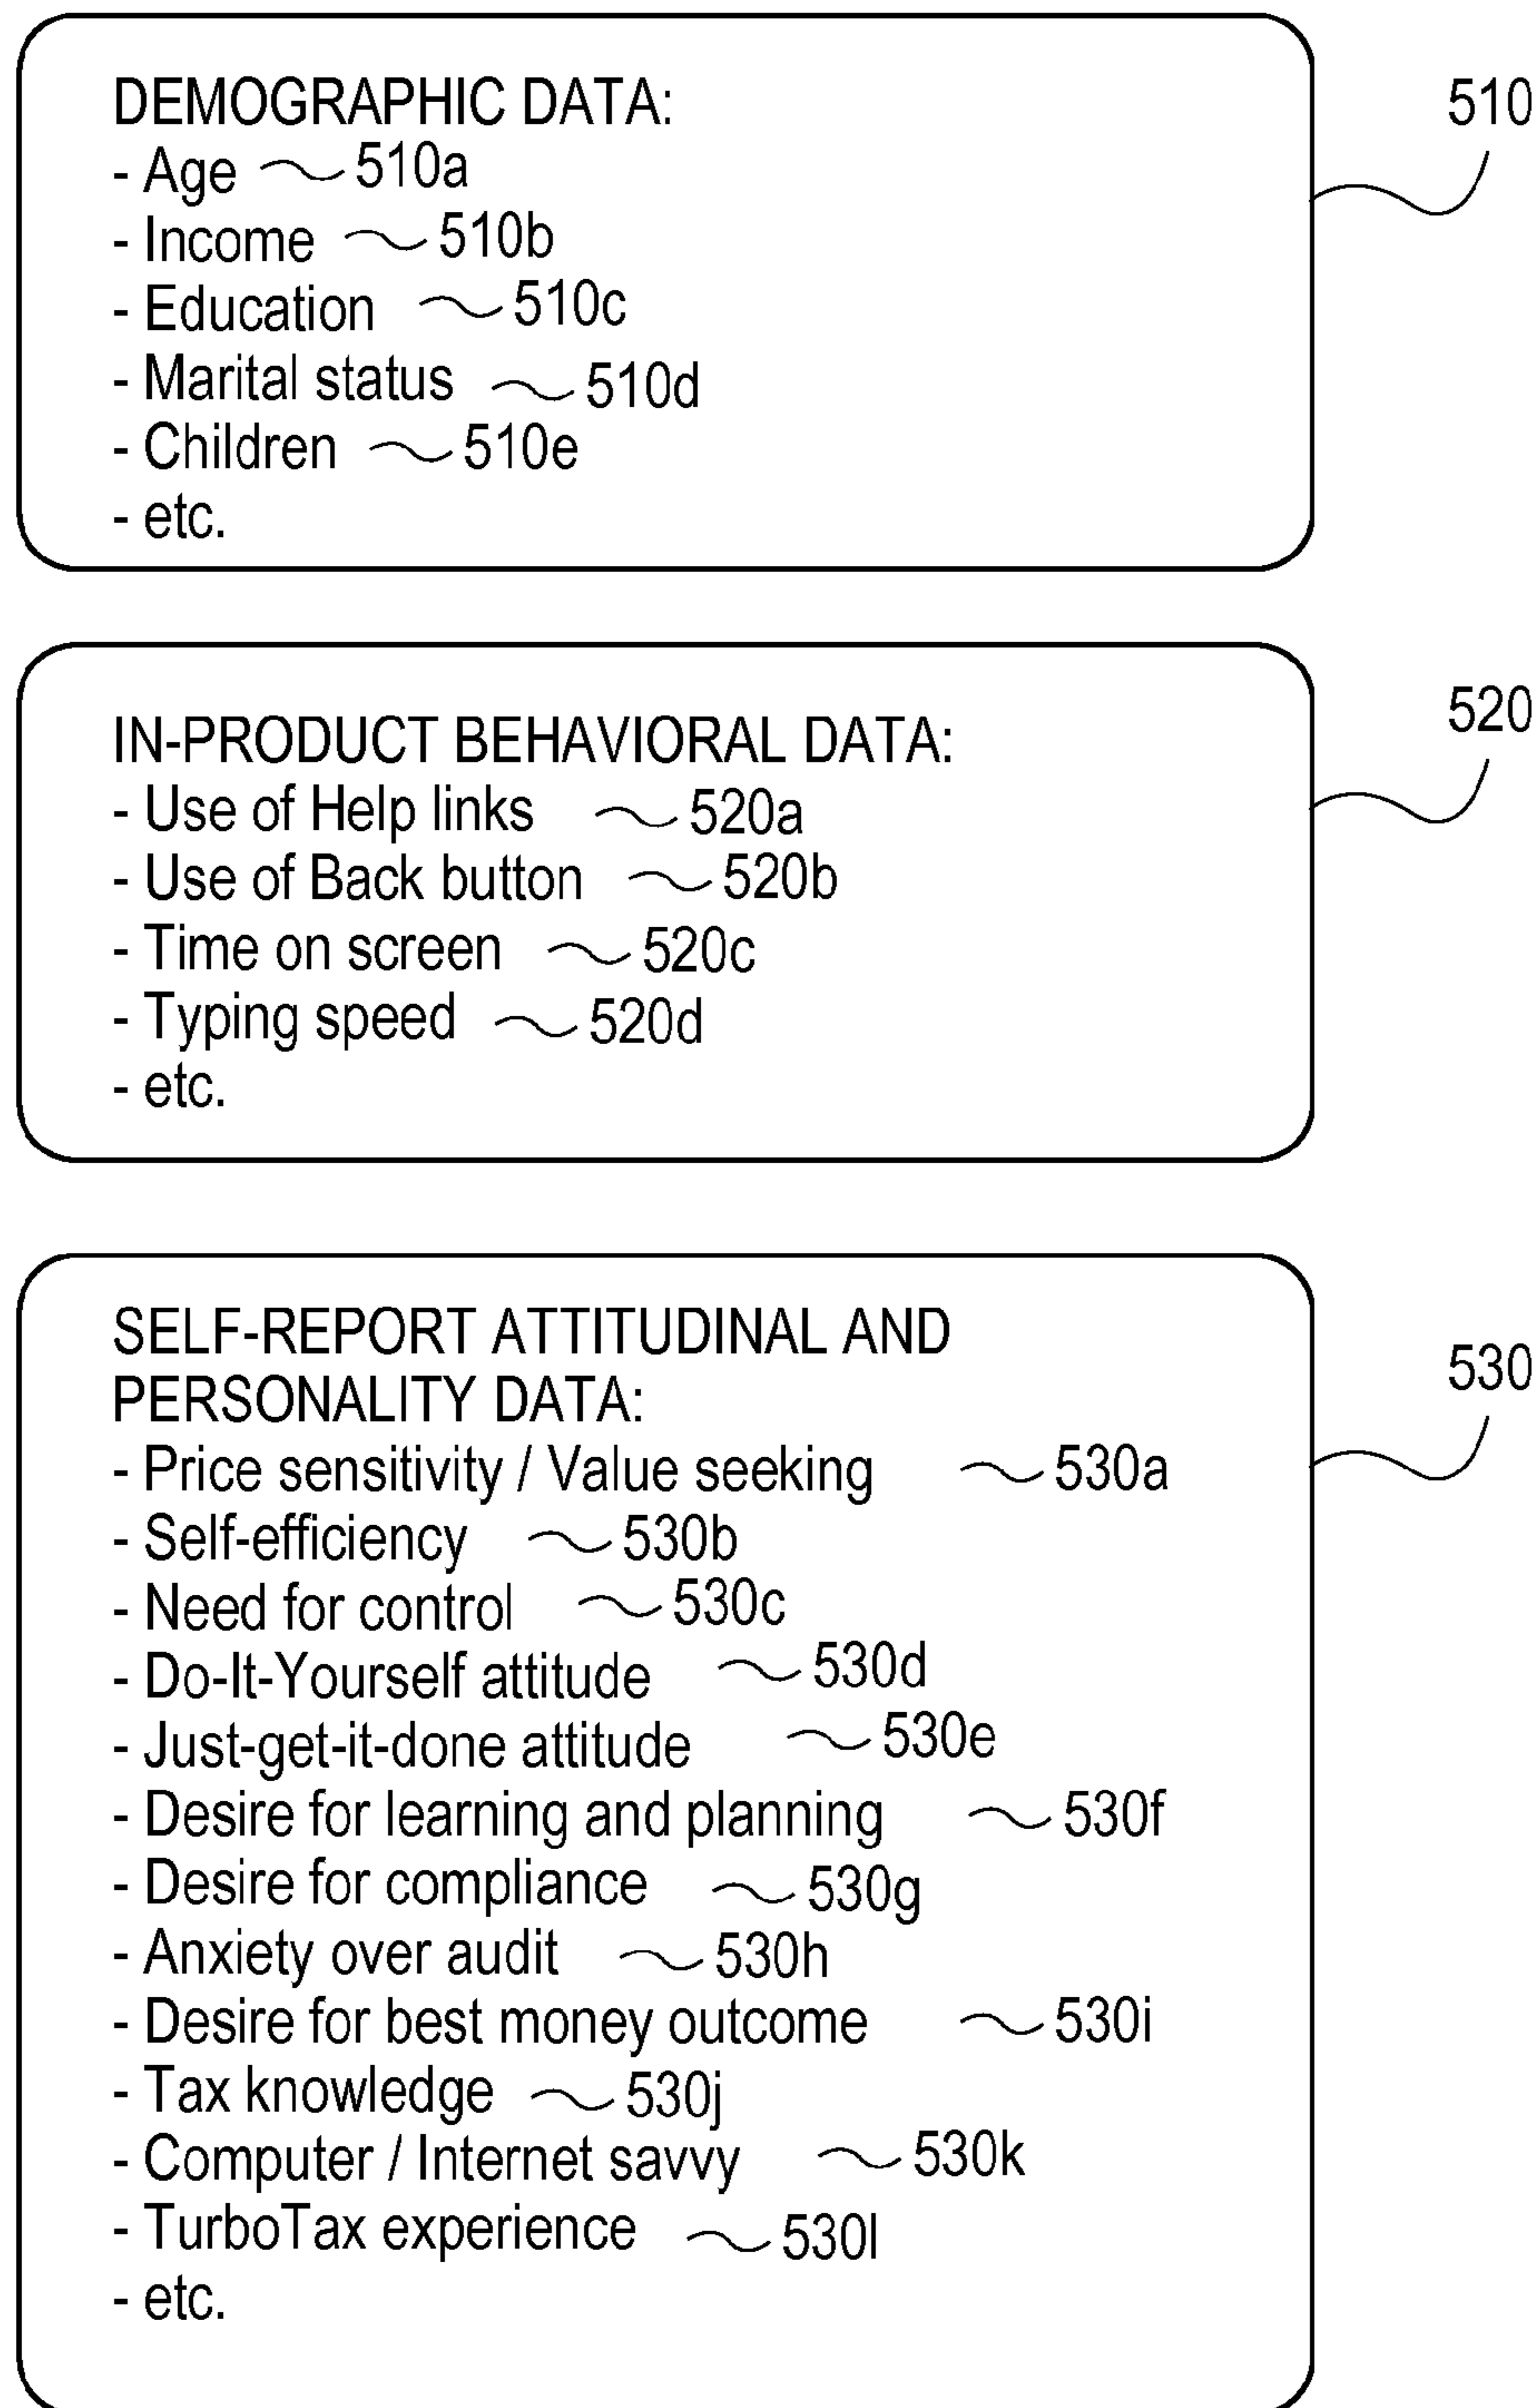 DEMOGRAPHIC DATA:
510
- Age 510a
- Income 510b
- Education 510c
- Marital status 510d
- Children 510e
- etc.
IN-PRODUCT BEHAVIORAL DATA:
520
- Use of Help links 520a
- Use of Back button 520b
- Time on screen 520c
- Typing speed 520d
- etc.
SELF-REPORT ATTITUDINAL AND
530
PERSONALITY DATA:
- Price sensitivity / Value seeking 530a
- Self-efficiency 530b
- Need for control 530c
- Do-It-Yourself attitude 530d
- Just-get-it-done attitude 530e
- Desire for learning and planning 530f
- Desire for compliance 530g
- Anxiety over audit 530h
- Desire for best money outcome 530i
- Tax knowledge 530j
- Computer / Internet savvy 530k
- TurboTax experience 530l
- etc.